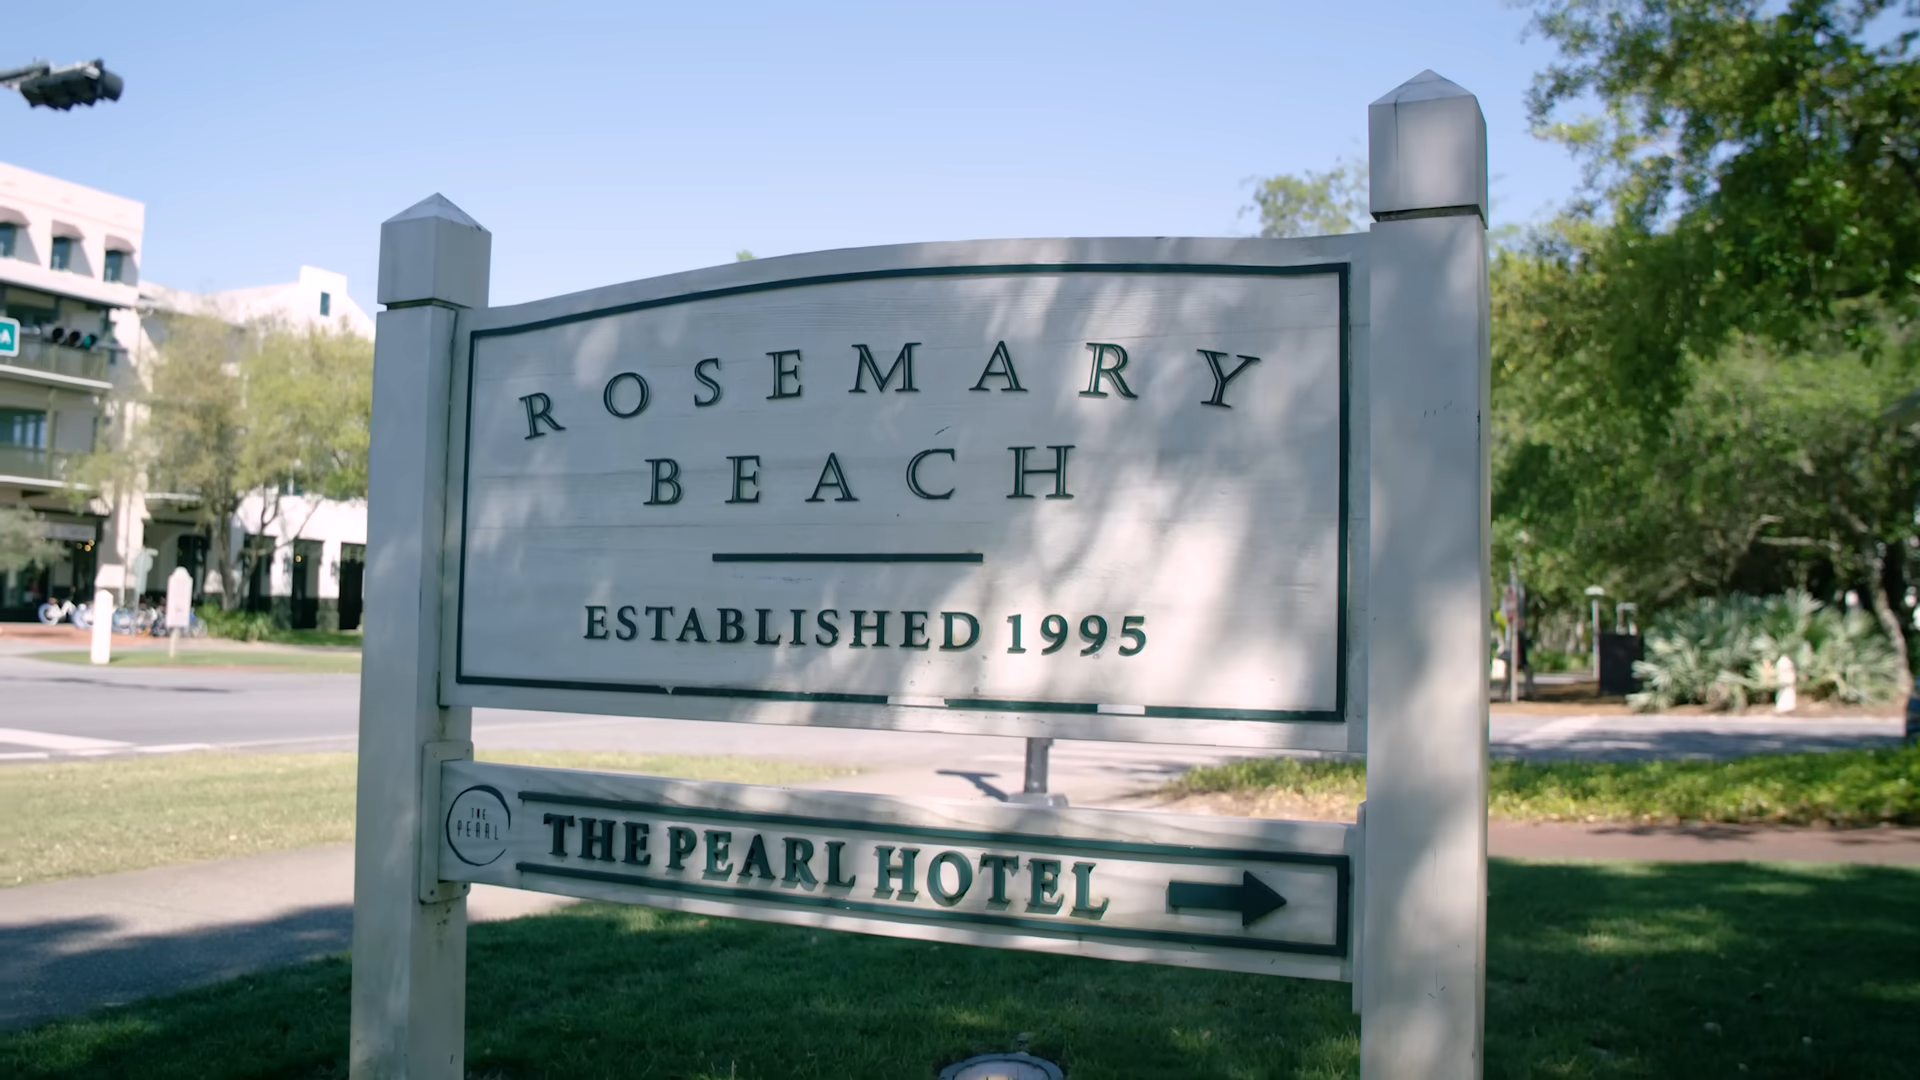 ROSEMARY
BEACH
ESTABLISHED 1995
THE
PEARL
THE PEARL HOTEL
A